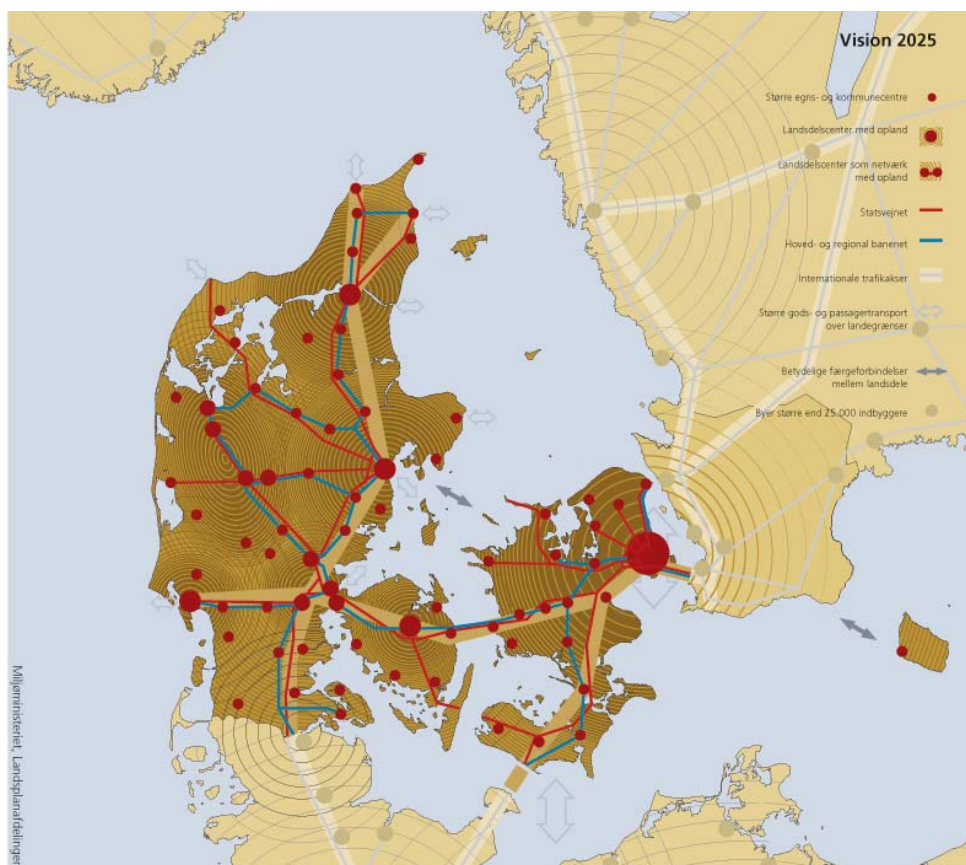 Vision 2025
Større egns- og kommunecentre
Landsdelscenter med opland
Landsdelscenter som netværk
med opland
Statsvejnet
Hoved- og regional banenet
Internationale trafikakser
Større gods- og passagertransport
over landegrænser
Betydelige færgeforbindelser
mellem landsdele
Byer større end 25.000 indbyggere
Miljøministeriet, Landsplanafdelingen